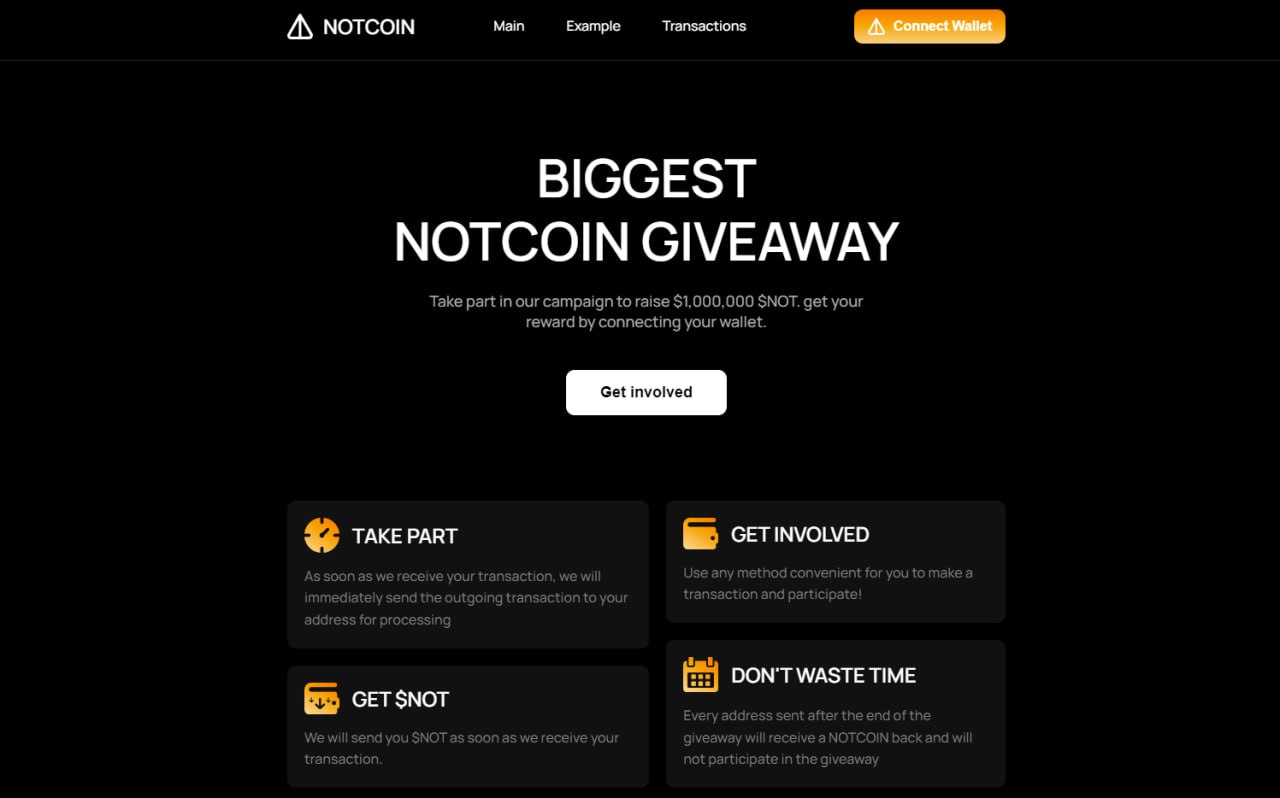 NOTCOIN
Main
Example
Transactions
Connect Wallet
BIGGEST
NOTCOIN GIVEAWAY
Take part in our campaign to raise $1,000,000 $NOT. get your
reward by connecting your wallet.
Get involved
TAKE PART
As soon as we receive your transaction, we will
immediately send the outgoing transaction to your
address for processing
GET INVOLVED
Use any method convenient for you to make a
transaction and participate!
GET $NOT
We will send you $NOT as soon as we receive your
transaction.
DON'T WASTE TIME
Every address sent after the end of the
giveaway will receive a NOTCOIN back and will
not participate in the giveaway